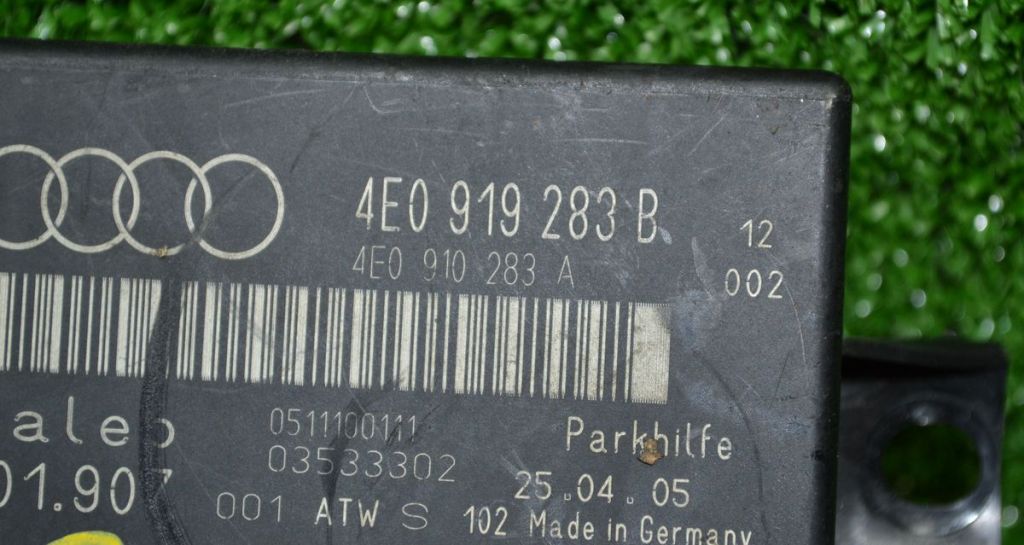 4E0 919 283 B
12
4E0 910 283 A
002
aleo
0511100111
Parkhilfe
03533302
01.907
25.04.05
001 ATW S
102 Made in Germany